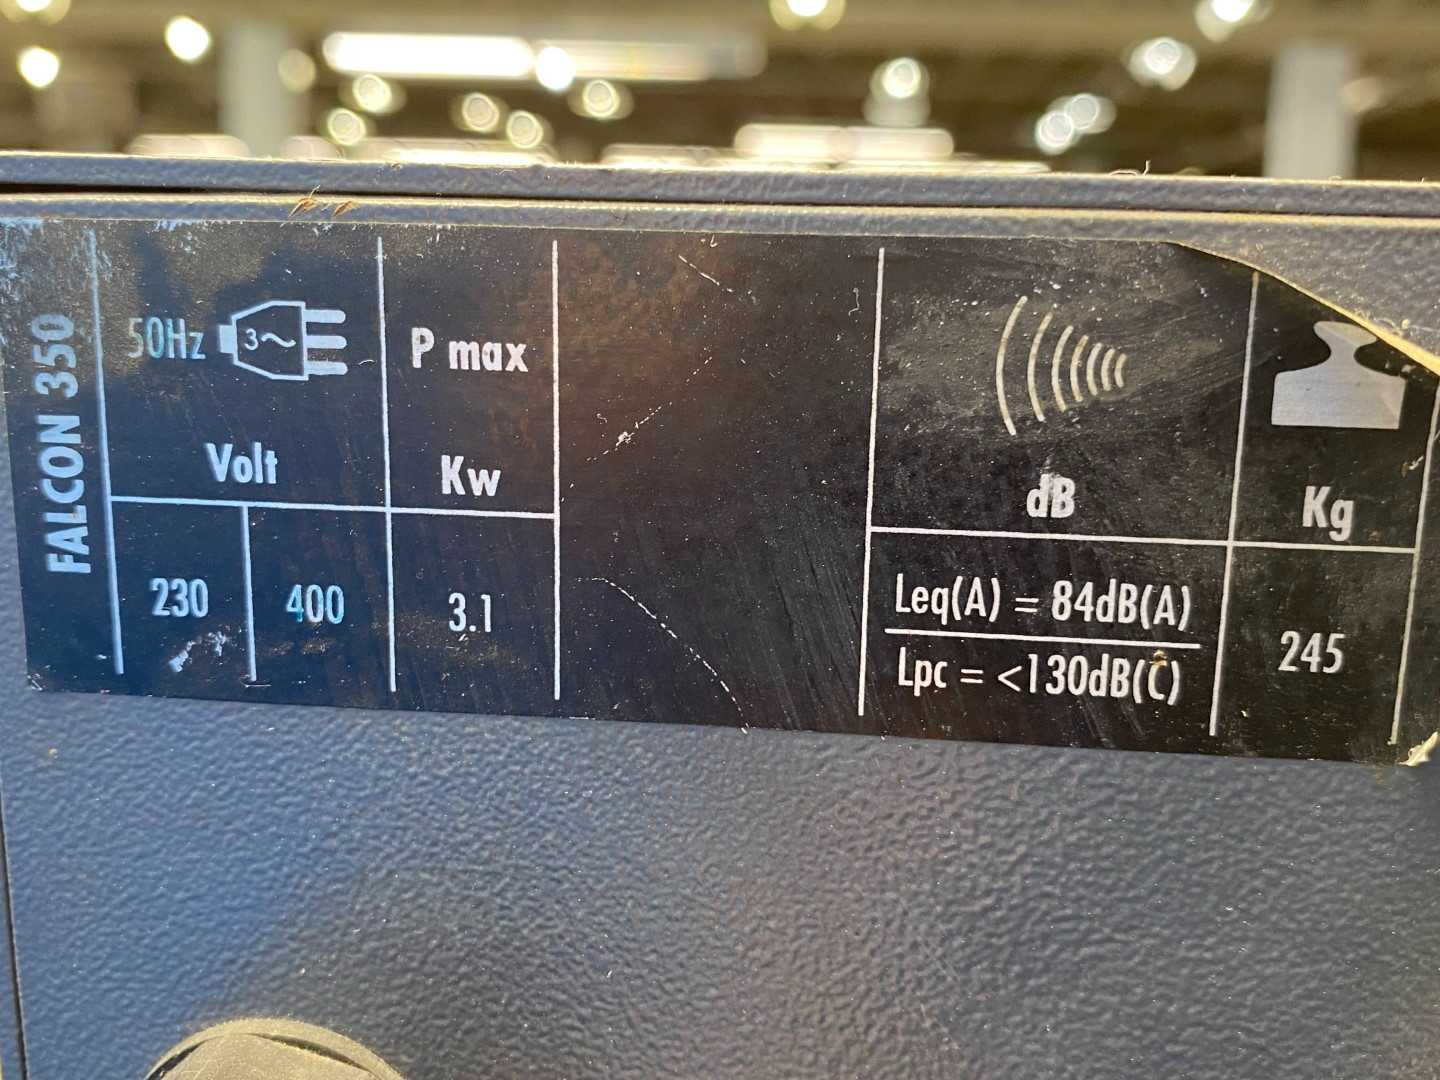 FALCON 350
50Hz 3~
Volt
230 400
P max
Kw
3.1
dB
Leq(A) = 84dB(A)
Lpc = <130dB(C)
Kg
245